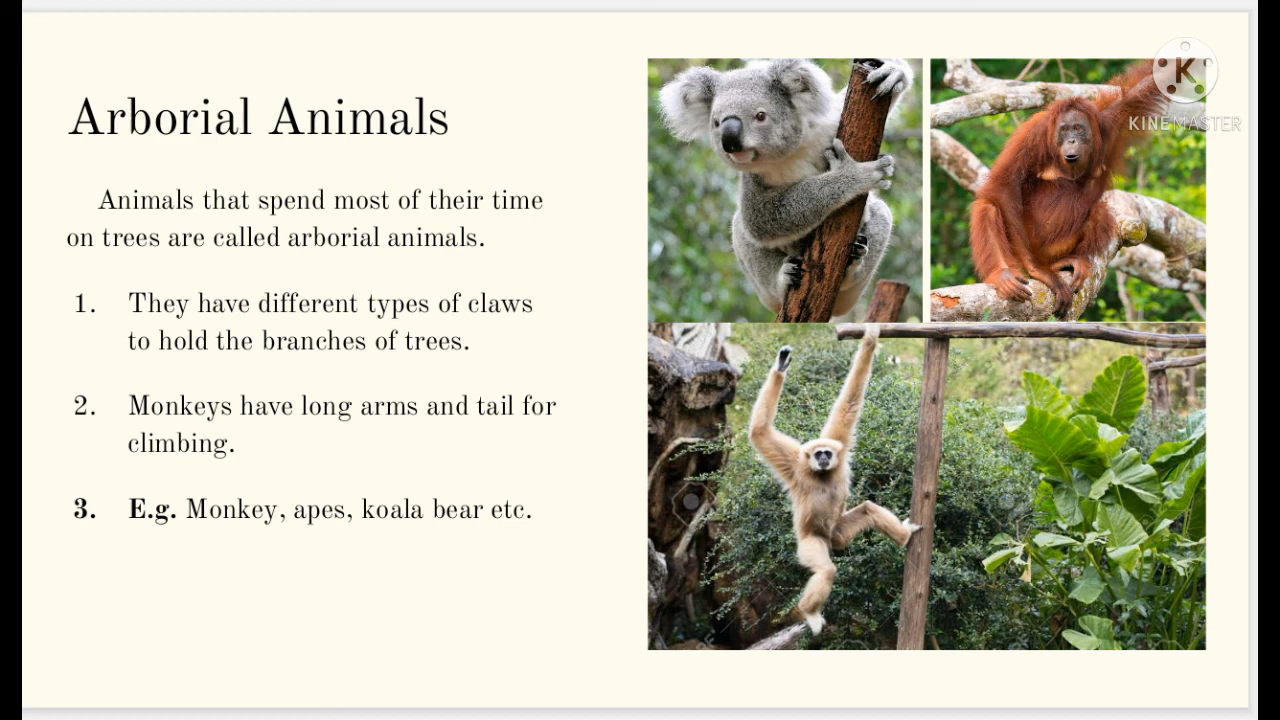 Arborial Animals
Animals that spend most of their time
on trees are called arborial animals.
1. They have different types of claws
to hold the branches of trees.
2. Monkeys have long arms and tail for
climbing.
3. E.g. Monkey, apes, koala bear etc.
K
KINEMASTER